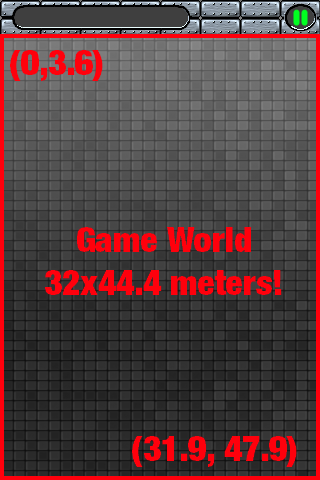 (0,3.6)
Game World
32x44.4 meters!
(31.9, 47.9)